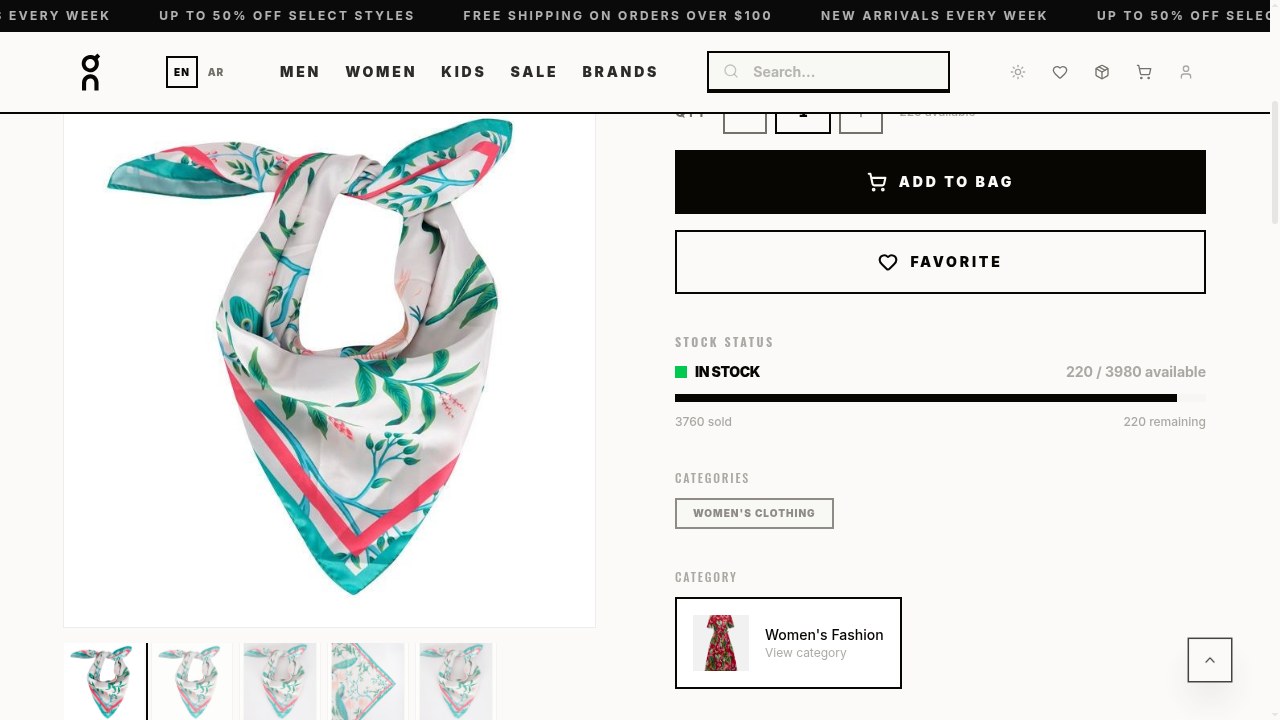 EVERY WEEK UP TO 50% OFF SELECT STYLES FREE SHIPPING ON ORDERS OVER $100 NEW ARRIVALS EVERY WEEK UP TO 50% OFF
EN AR MEN WOMEN KIDS SALE BRANDS Search...
ADD TO BAG
FAVORITE
STOCK STATUS
IN STOCK 220 / 3980 available
3760 sold 220 remaining
CATEGORIES
WOMEN'S CLOTHING
CATEGORY
Women's Fashion
View category